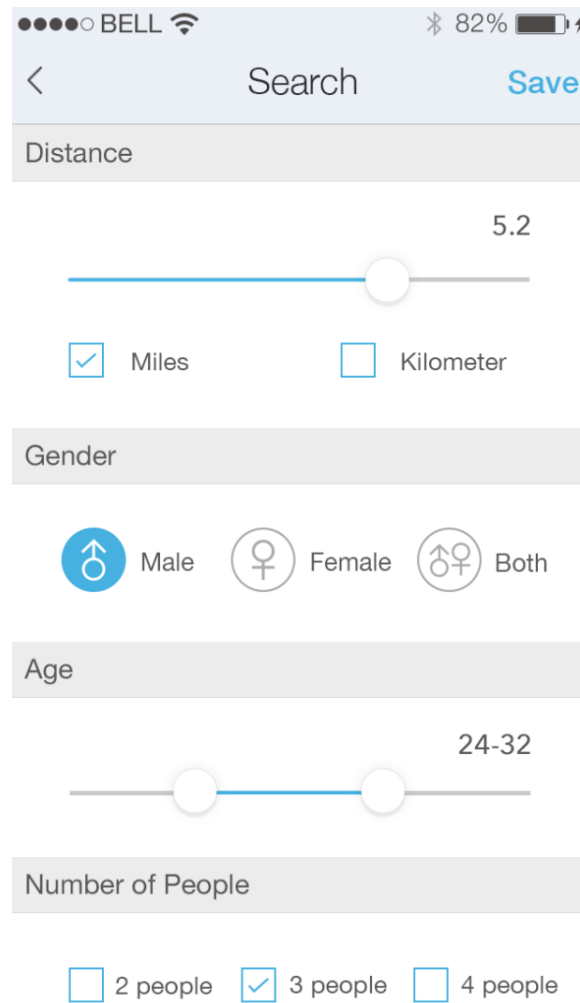 BELL 82%
Search Save
Distance
5.2
Miles Kilometer
Gender
Male Female Both
Age
24-32
Number of People
2 people 3 people 4 people